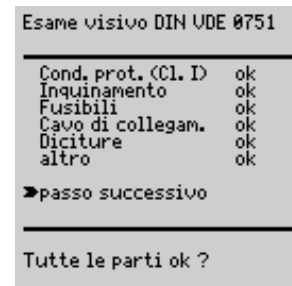 Esame visivo DIN VDE 0751
Cond. prot. (Cl. I) ok
Inquinamento ok
Fusibili ok
Cavo di collegam. ok
Diciture ok
altro ok
➤passo successivo
Tutte le parti ok ?